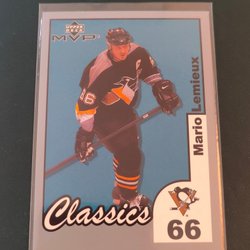 UPPER DECK
MVP
Mario
Lemieux
Classics
66